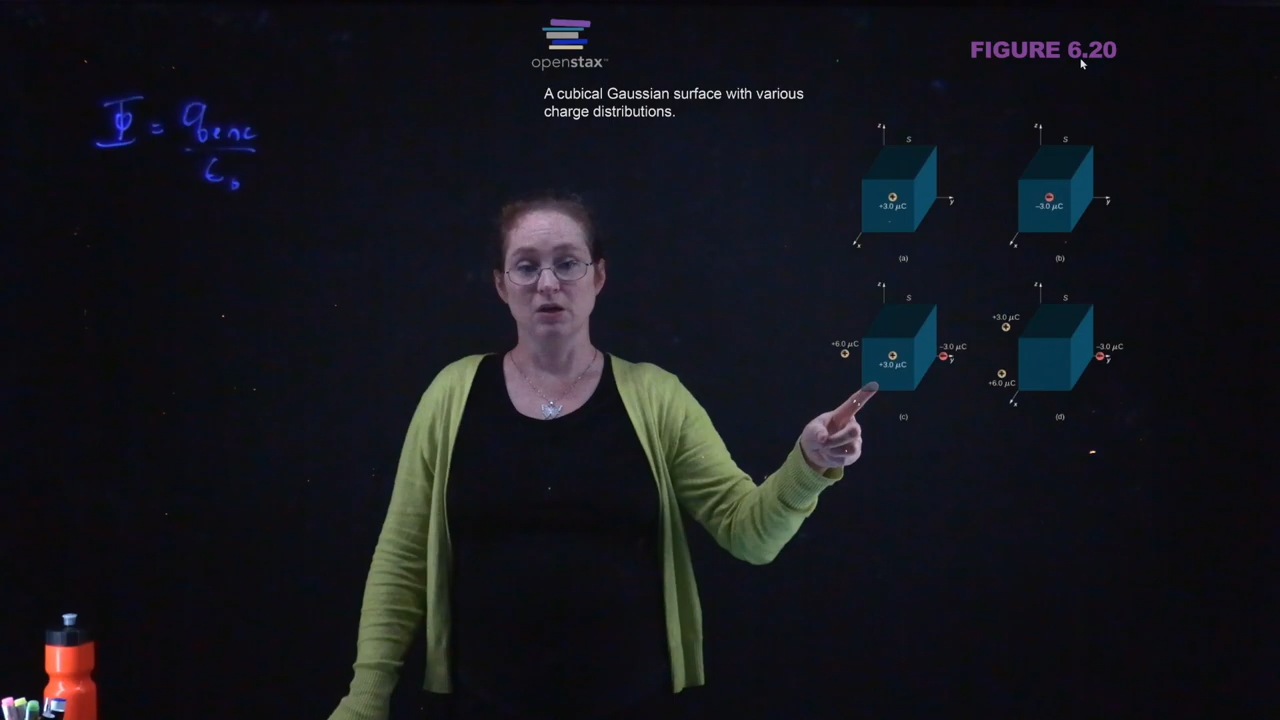 openstax™
FIGURE 6.20
A cubical Gaussian surface with various
charge distributions.
Φ = q_enc / ϵ₀
z
S
+3.0 μC
y
x
(a)
z
S
−3.0 μC
y
x
(b)
z
S
+6.0 μC
+3.0 μC
−3.0 μC
y
(c)
z
S
+3.0 μC
−3.0 μC
y
+6.0 μC
x
(d)